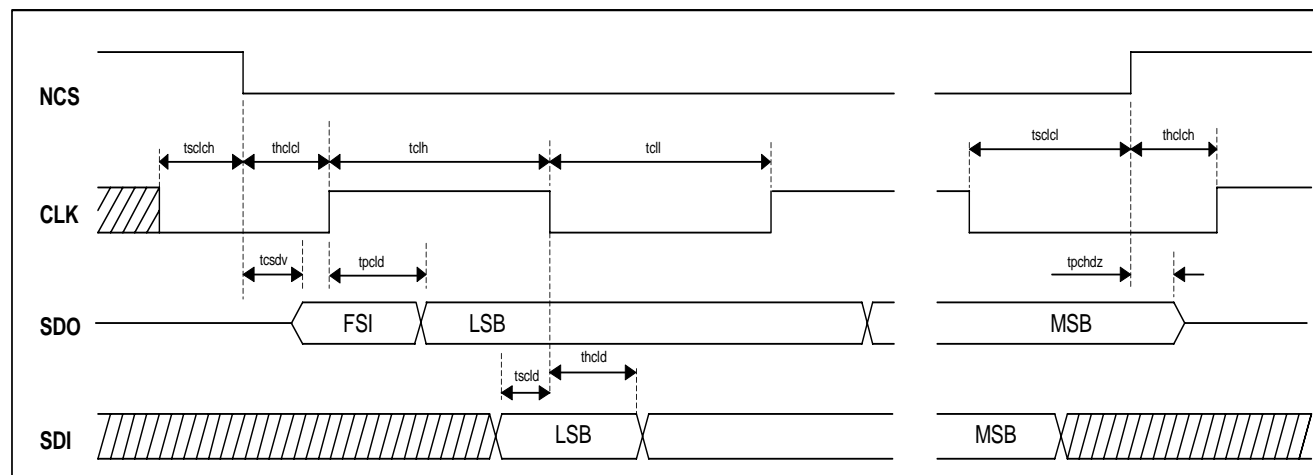 NCS
tsclch thclcl tclh tcll tsclcl thclch
CLK
tcsdv tpcld tpchdz
SDO FSI LSB MSB
tscld thcld
SDI LSB MSB